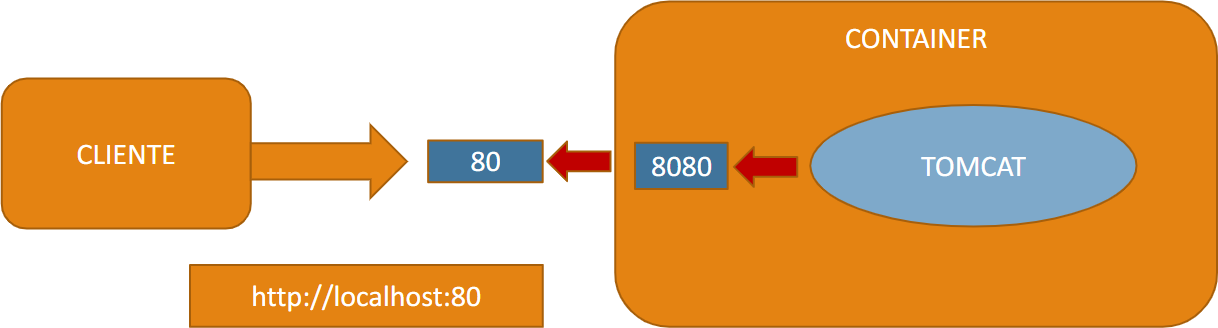 CONTAINER
CLIENTE
80
8080
TOMCAT
http://localhost:80